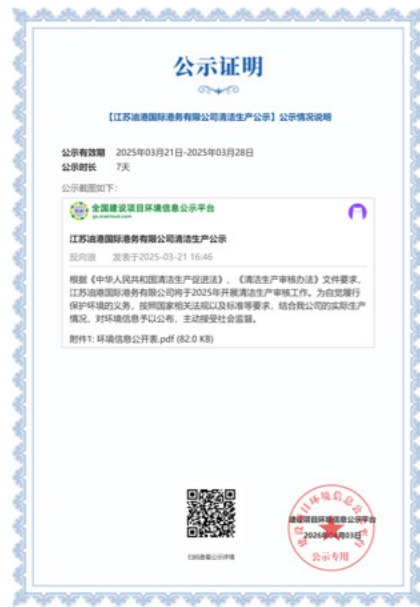 公示证明
【江苏油港国际港务有限公司清洁生产公示】公示情况说明
公示有效期 2025年03月21日-2025年03月28日
公示时长 7天
公示截图如下：
全国建设项目环境信息公示平台
江苏油港国际港务有限公司清洁生产公示
反向浪 发表于2025-03-21 16:46
根据《中华人民共和国清洁生产促进法》、《清洁生产审核办法》文件要求，
江苏油港国际港务有限公司将于2025年开展清洁生产审核工作。为自觉履行
保护环境的义务，按照国家相关法规以及标准等要求，结合我公司的实际生产
情况，对环境信息予以公布，主动接受社会监督。
附件1: 环境信息公开表.pdf (82.0 KB)
扫码查看公示详情
建设项目环境信息公示平台
公示专用